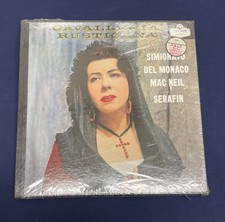 CAVALLERIA
RUSTICANA
SIMIONATO
DEL MONACO
MAC NEIL
SERAFIN